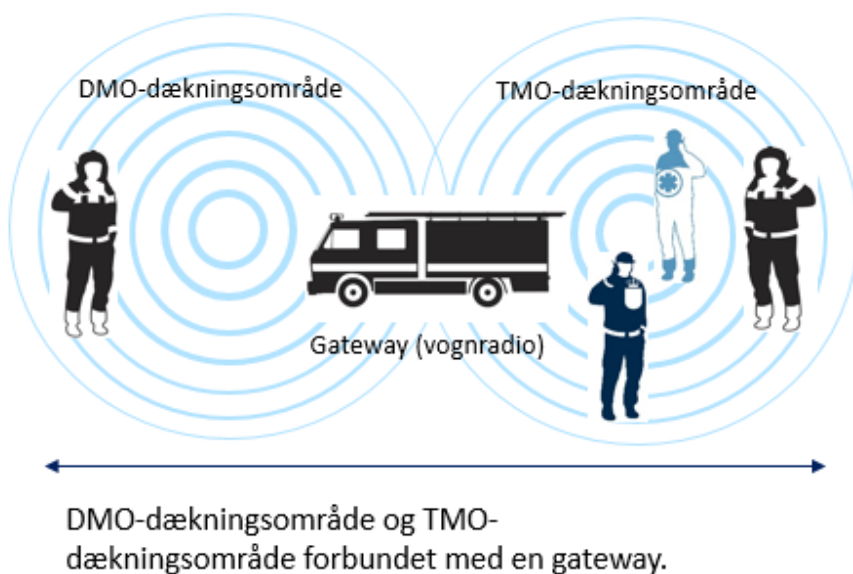 DMO-dækningsområde
TMO-dækningsområde
Gateway (vognradio)
DMO-dækningsområde og TMO-
dækningsområde forbundet med en gateway.